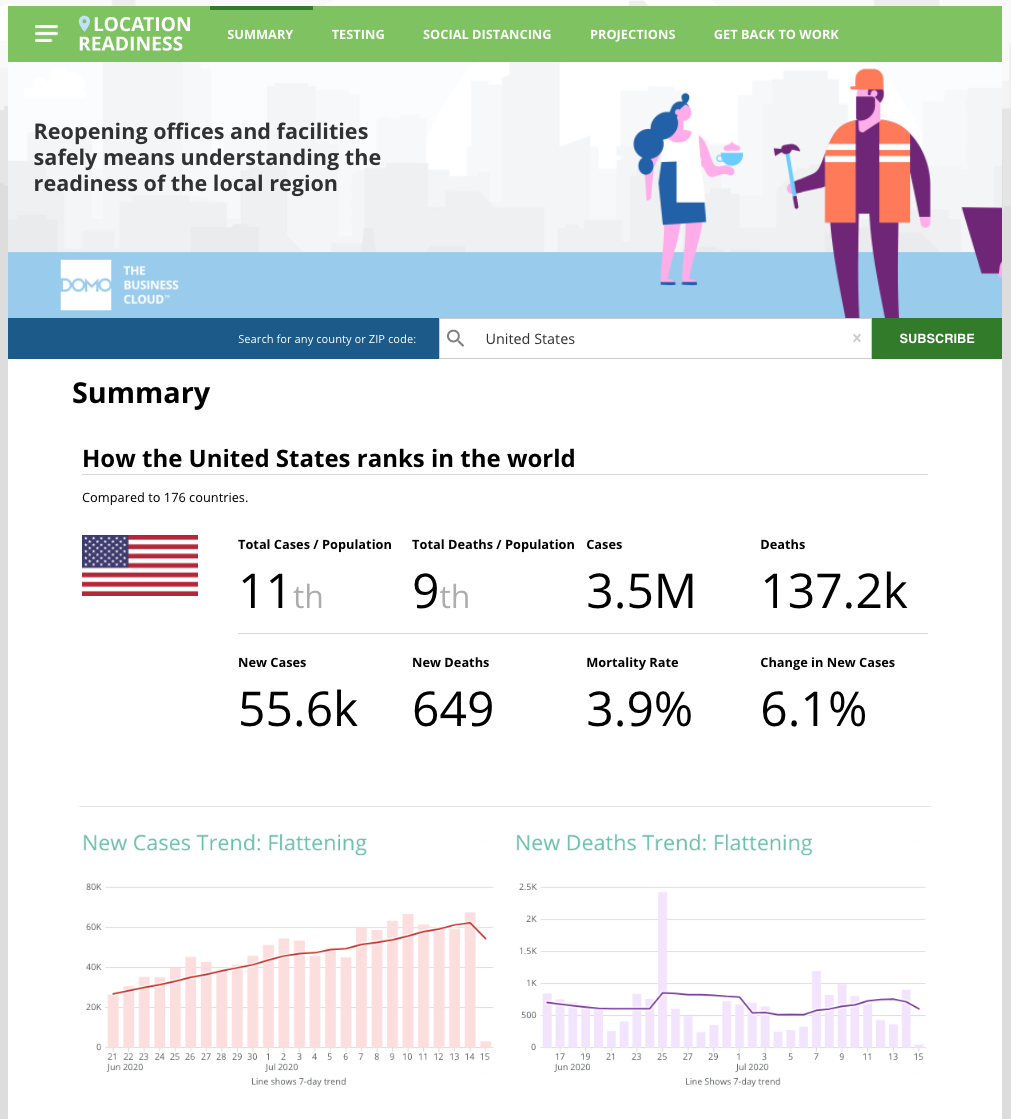 LOCATION
READINESS
SUMMARY TESTING SOCIAL DISTANCING PROJECTIONS GET BACK TO WORK
Reopening offices and facilities
safely means understanding the
readiness of the local region
DOMO
THE
BUSINESS
CLOUD™
Search for any county or ZIP code:
United States
×
SUBSCRIBE
Summary
How the United States ranks in the world
Compared to 176 countries.
Total Cases / Population Total Deaths / Population Cases Deaths
11th 9th 3.5M 137.2k
New Cases New Deaths Mortality Rate Change in New Cases
55.6k 649 3.9% 6.1%
New Cases Trend: Flattening
80K
60K
40K
20K
0
21 22 23 24 25 26 27 28 29 30 1 2 3 4 5 6 7 8 9 10 11 12 13 14 15
Jun 2020 Jul 2020
Line shows 7-day trend
New Deaths Trend: Flattening
2.5K
2K
1.5K
1K
500
0
17 19 21 23 25 27 29 1 3 5 7 9 11 13 15
Jun 2020 Jul 2020
Line Shows 7-day trend